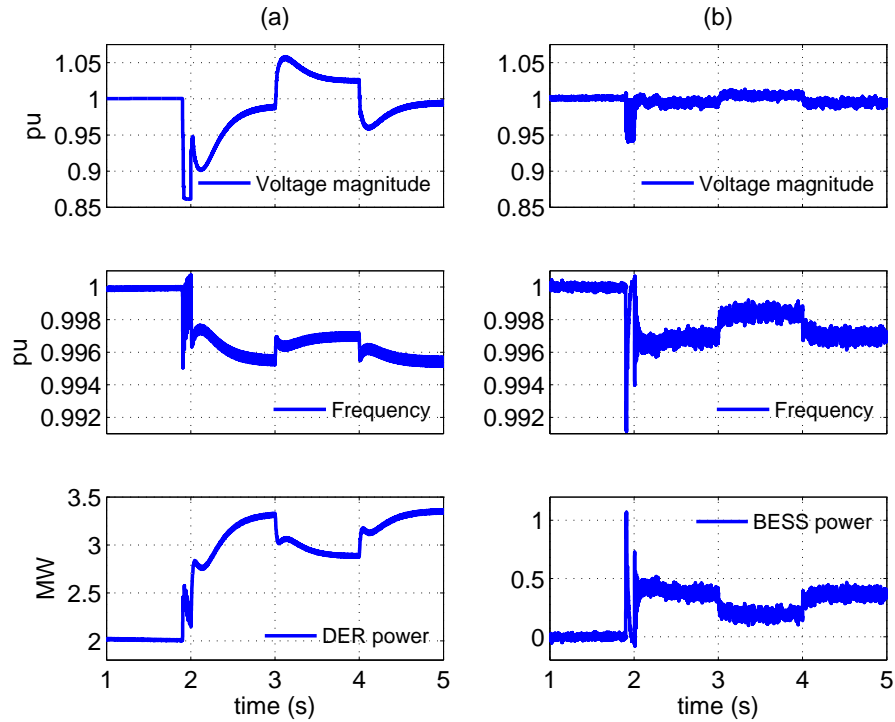 (a)
(b)
1.05
1
0.95
0.9
0.85
pu
Voltage magnitude
1.05
1
0.95
0.9
0.85
Voltage magnitude
1
0.998
0.996
0.994
0.992
pu
Frequency
1
0.998
0.996
0.994
0.992
Frequency
3.5
3
2.5
2
MW
DER power
1 2 3 4 5
time (s)
1
0.5
0
BESS power
1 2 3 4 5
time (s)